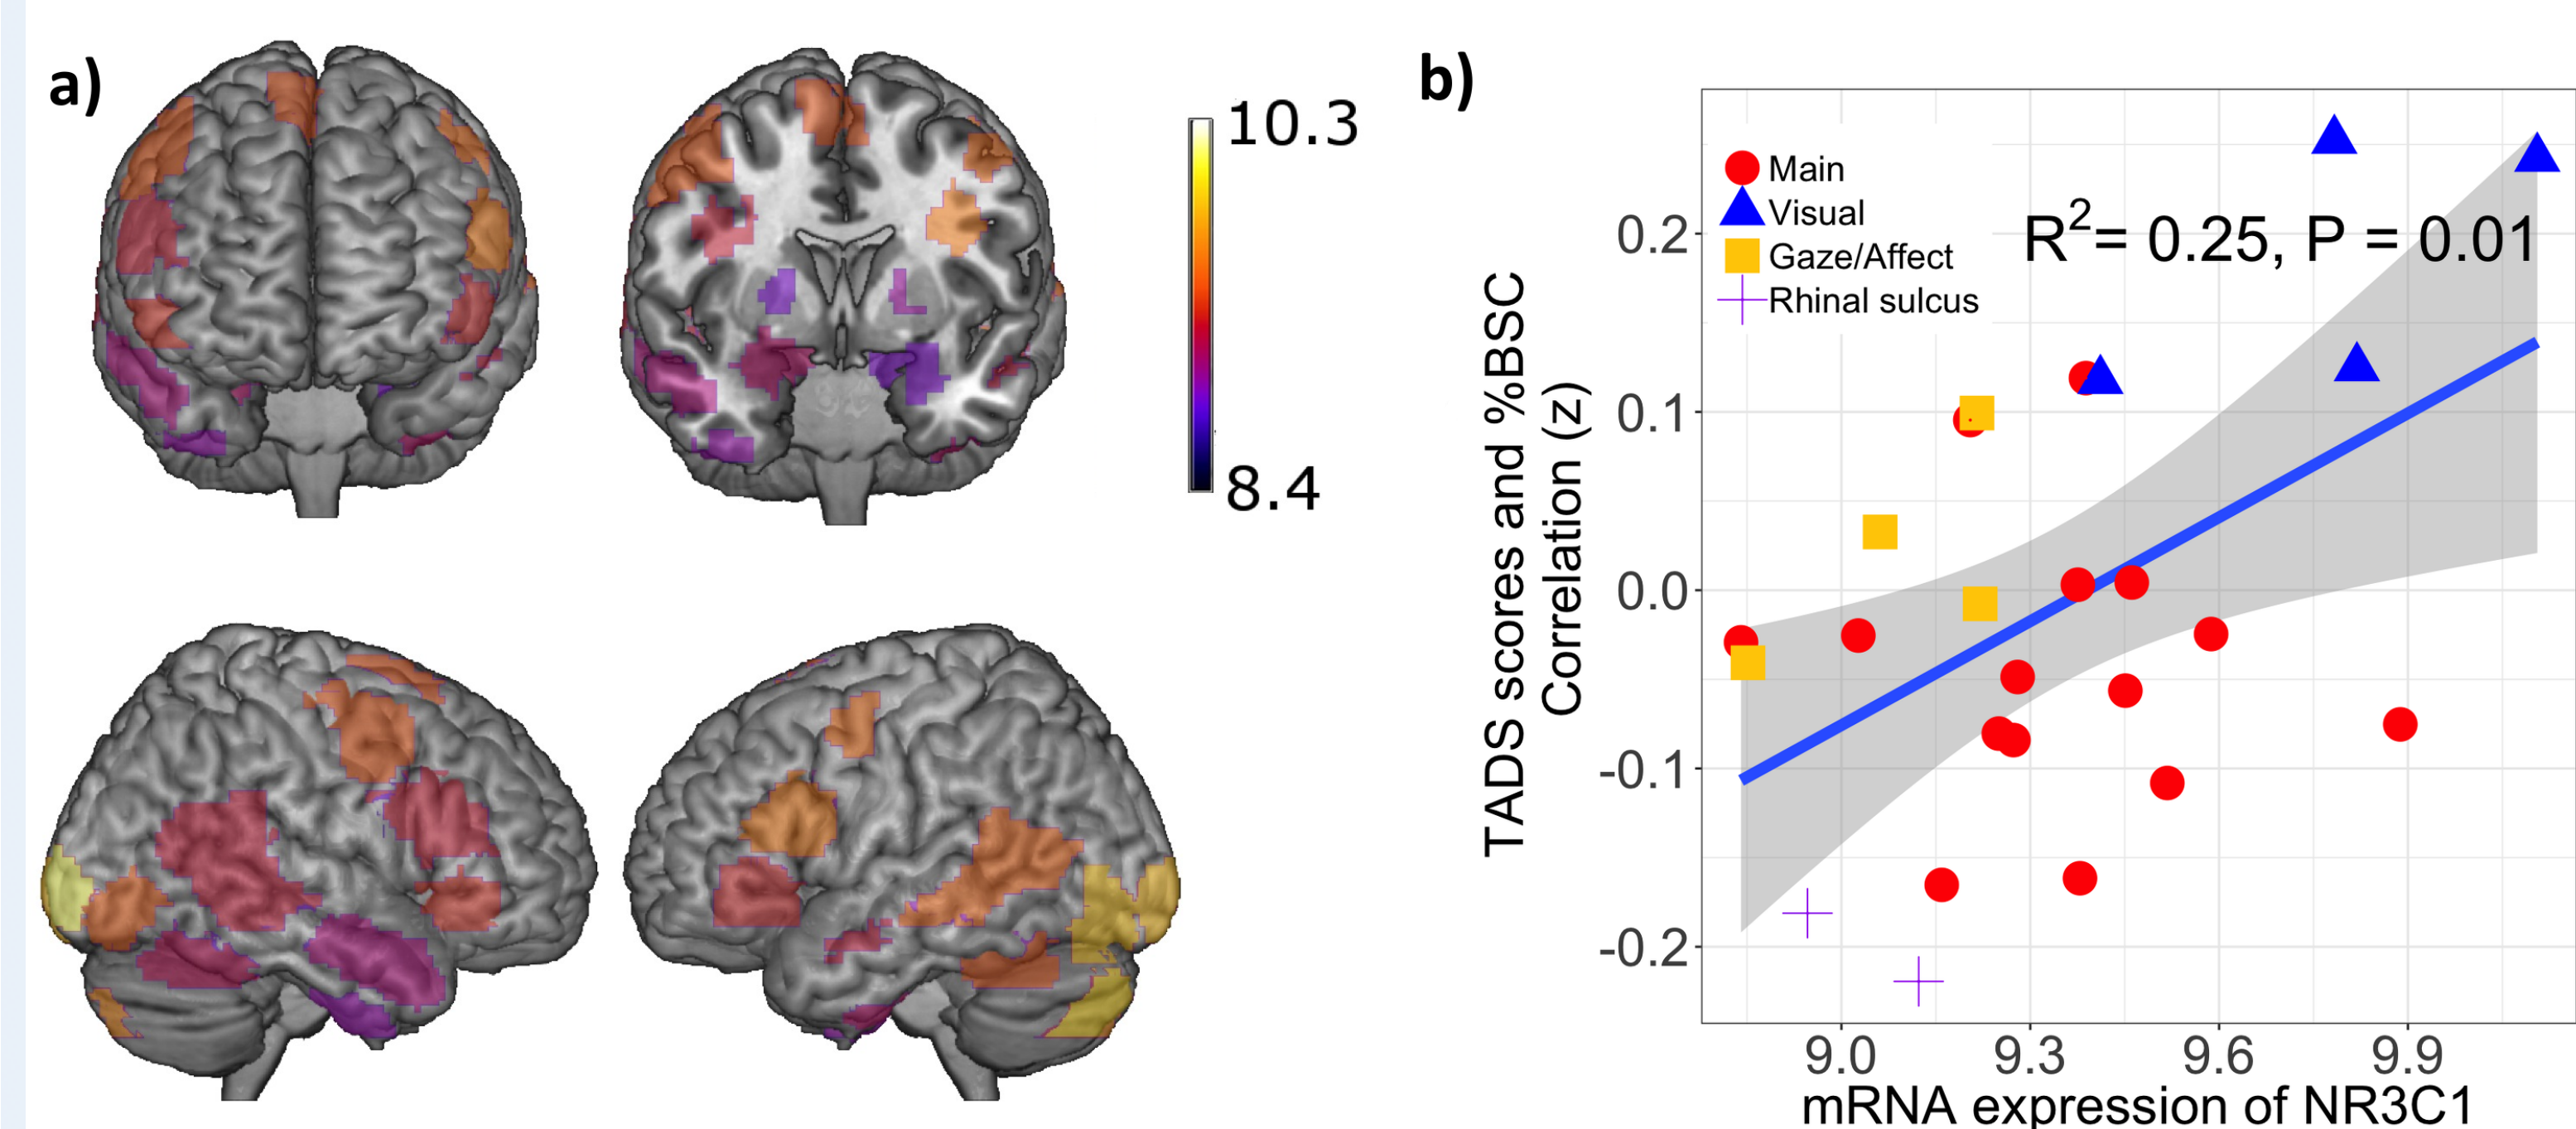 a)
10.3
8.4
b)
Main
Visual
Gaze/Affect
Rhinal sulcus
R²= 0.25, P = 0.01
TADS scores and %BSC
Correlation (z)
0.2
0.1
0.0
-0.1
-0.2
9.0 9.3 9.6 9.9
mRNA expression of NR3C1